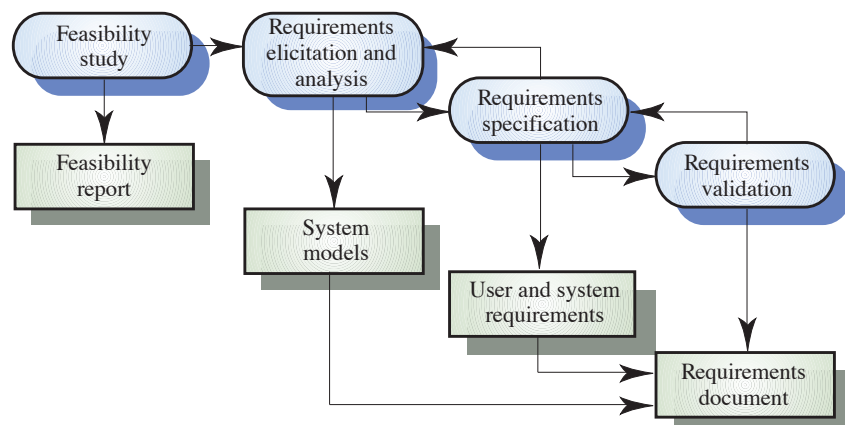 Feasibility
study
Requirements
elicitation and
analysis
Requirements
specification
Requirements
validation
Feasibility
report
System
models
User and system
requirements
Requirements
document